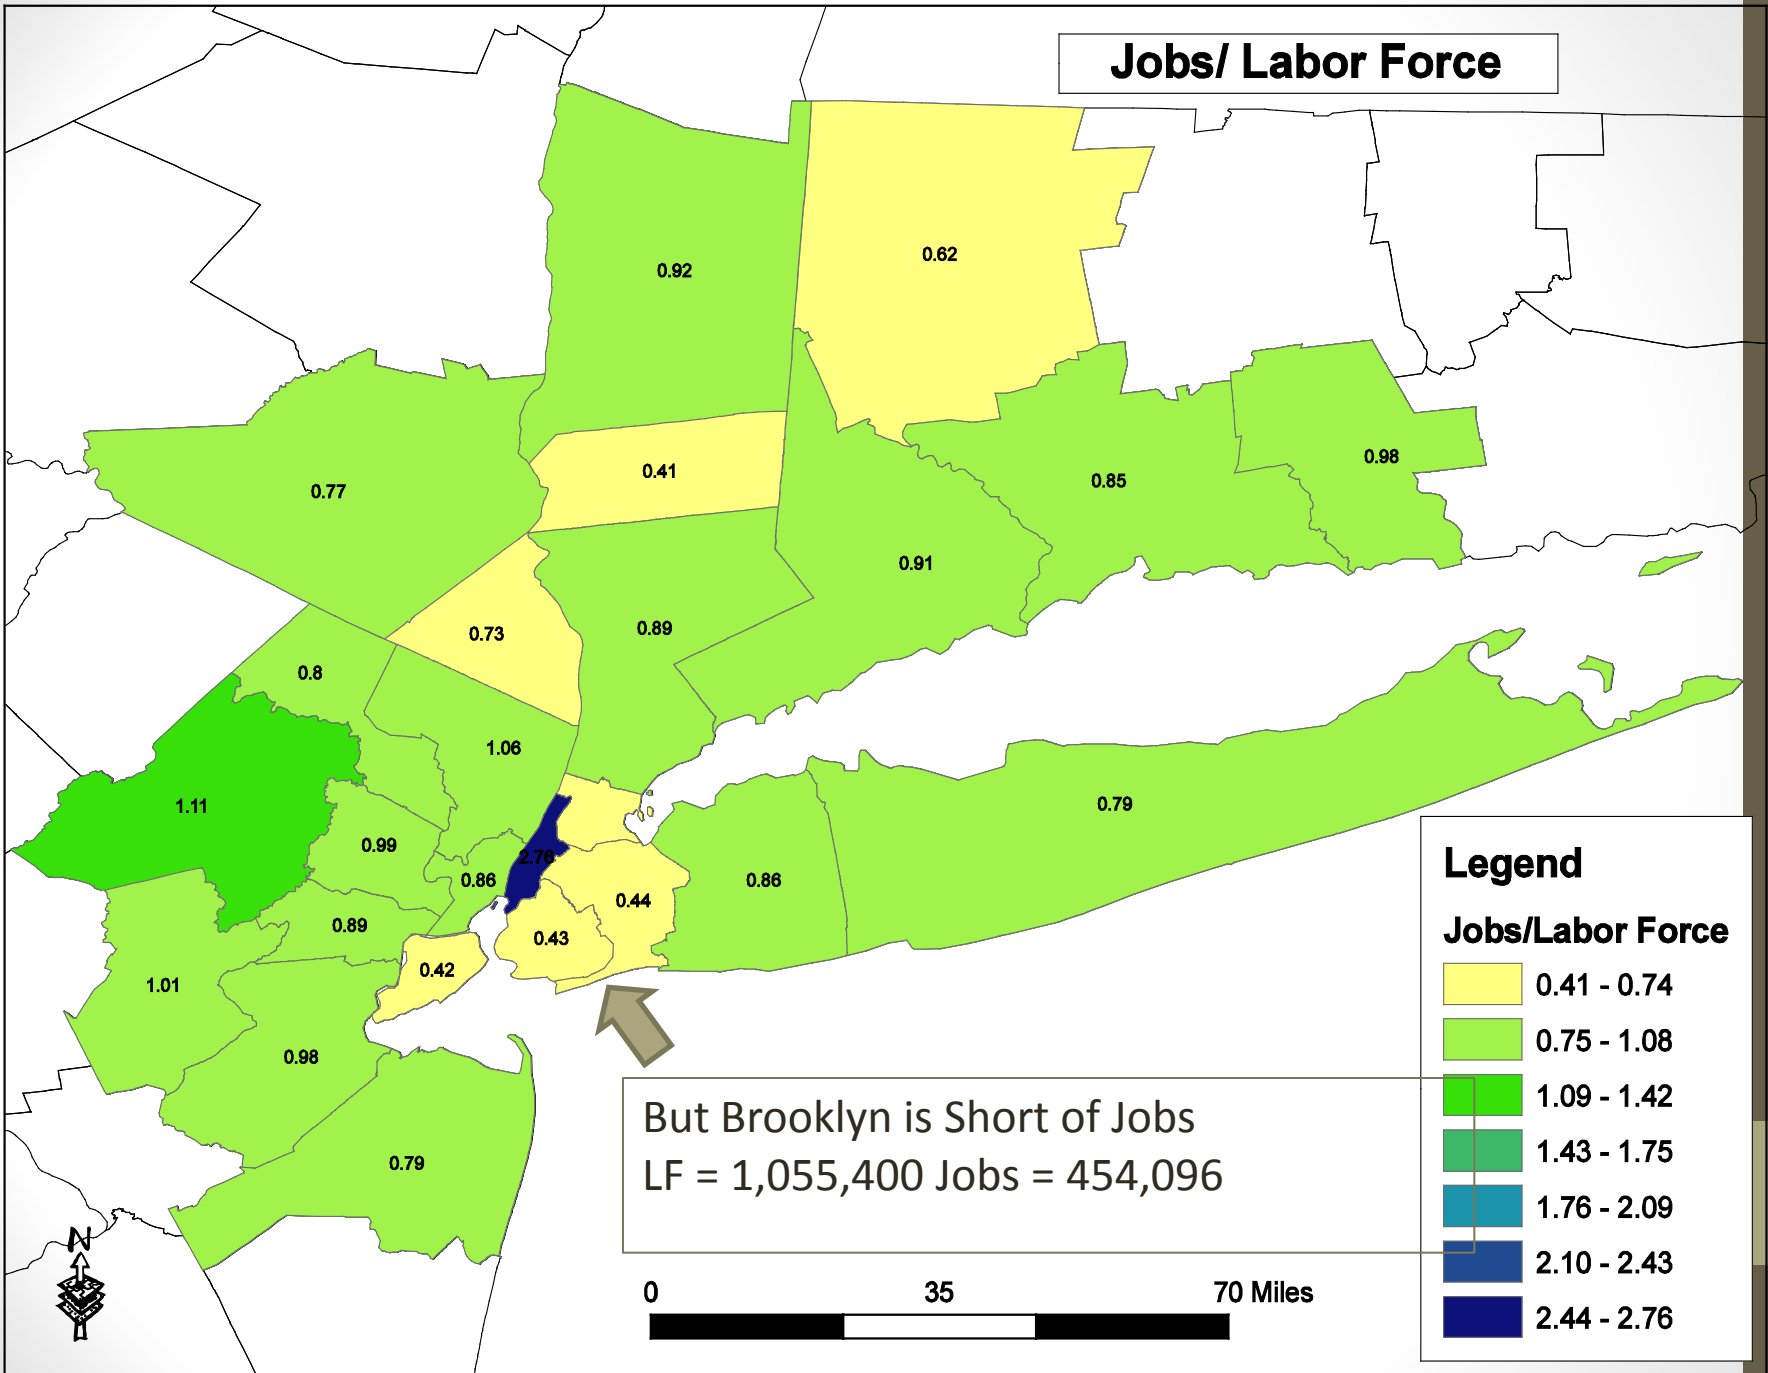 Jobs/ Labor Force
0.92
0.62
0.41
0.77
0.98
0.85
0.91
0.73
0.89
0.8
1.06
1.11
0.79
0.99
2.76
0.86
0.86
0.44
0.89
0.43
0.42
1.01
0.98
0.79
But Brooklyn is Short of Jobs
LF = 1,055,400 Jobs = 454,096
Legend
Jobs/Labor Force
0.41 - 0.74
0.75 - 1.08
1.09 - 1.42
1.43 - 1.75
1.76 - 2.09
2.10 - 2.43
2.44 - 2.76
N
0 35 70 Miles